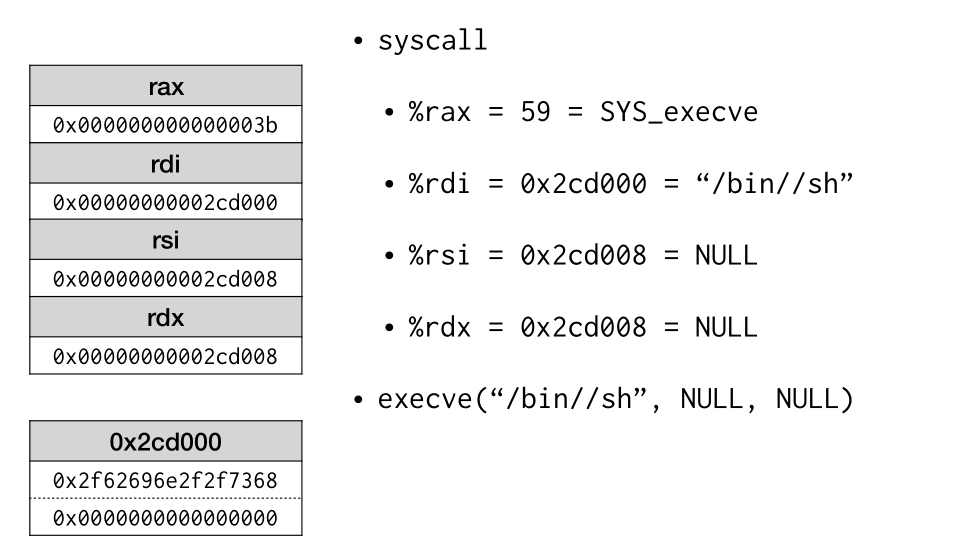 rax
0x000000000000003b
rdi
0x00000000002cd000
rsi
0x00000000002cd008
rdx
0x00000000002cd008
0x2cd000
0x2f62696e2f2f7368
0x0000000000000000
• syscall
• %rax = 59 = SYS_execve
• %rdi = 0x2cd000 = “/bin//sh”
• %rsi = 0x2cd008 = NULL
• %rdx = 0x2cd008 = NULL
• execve(“/bin//sh”, NULL, NULL)